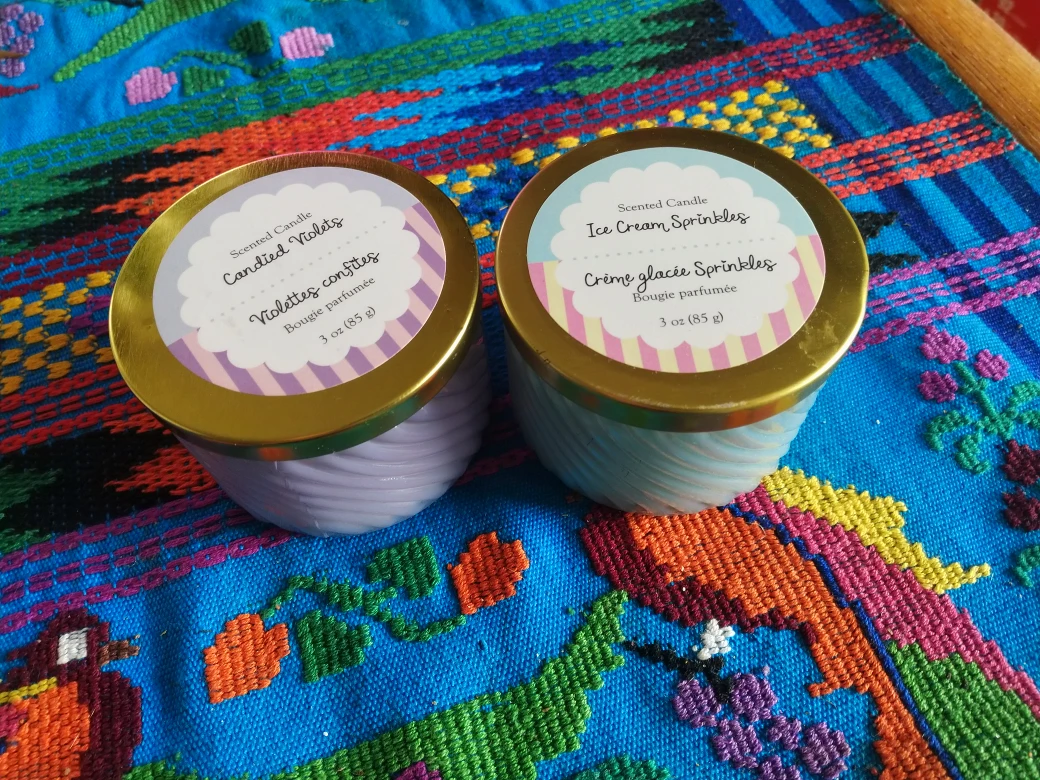 Scented Candle
Candied Violets
Violettes confites
Bougie parfumée
3 oz (85 g)
Scented Candle
Ice Cream Sprinkles
Crème glacée Sprinkles
Bougie parfumée
3 oz (85 g)